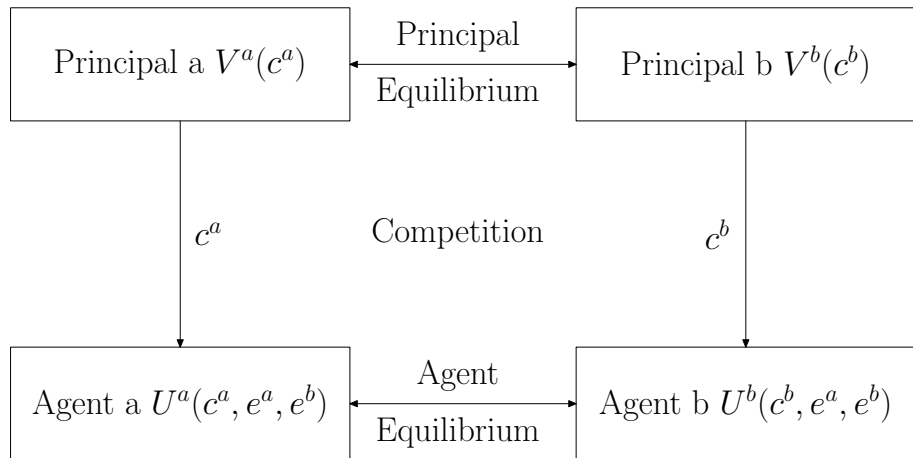 Principal a $V^a(c^a)$
Principal
Equilibrium
Principal b $V^b(c^b)$
$c^a$
Competition
$c^b$
Agent a $U^a(c^a, e^a, e^b)$
Agent
Equilibrium
Agent b $U^b(c^b, e^a, e^b)$